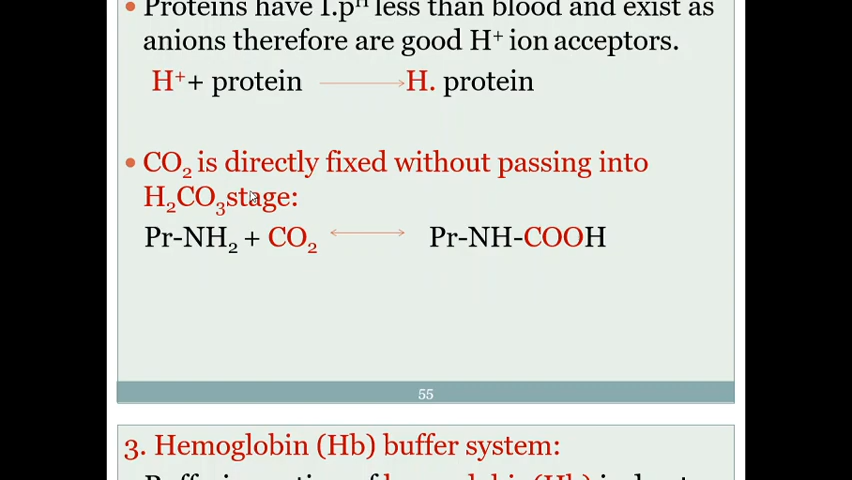 • Proteins have I.pH less than blood and exist as
anions therefore are good H⁺ ion acceptors.
H⁺+ protein ⟶ H. protein
• CO₂ is directly fixed without passing into
H₂CO₃stage:
Pr-NH₂ + CO₂ ⟷ Pr-NH-COOH
55
3. Hemoglobin (Hb) buffer system: